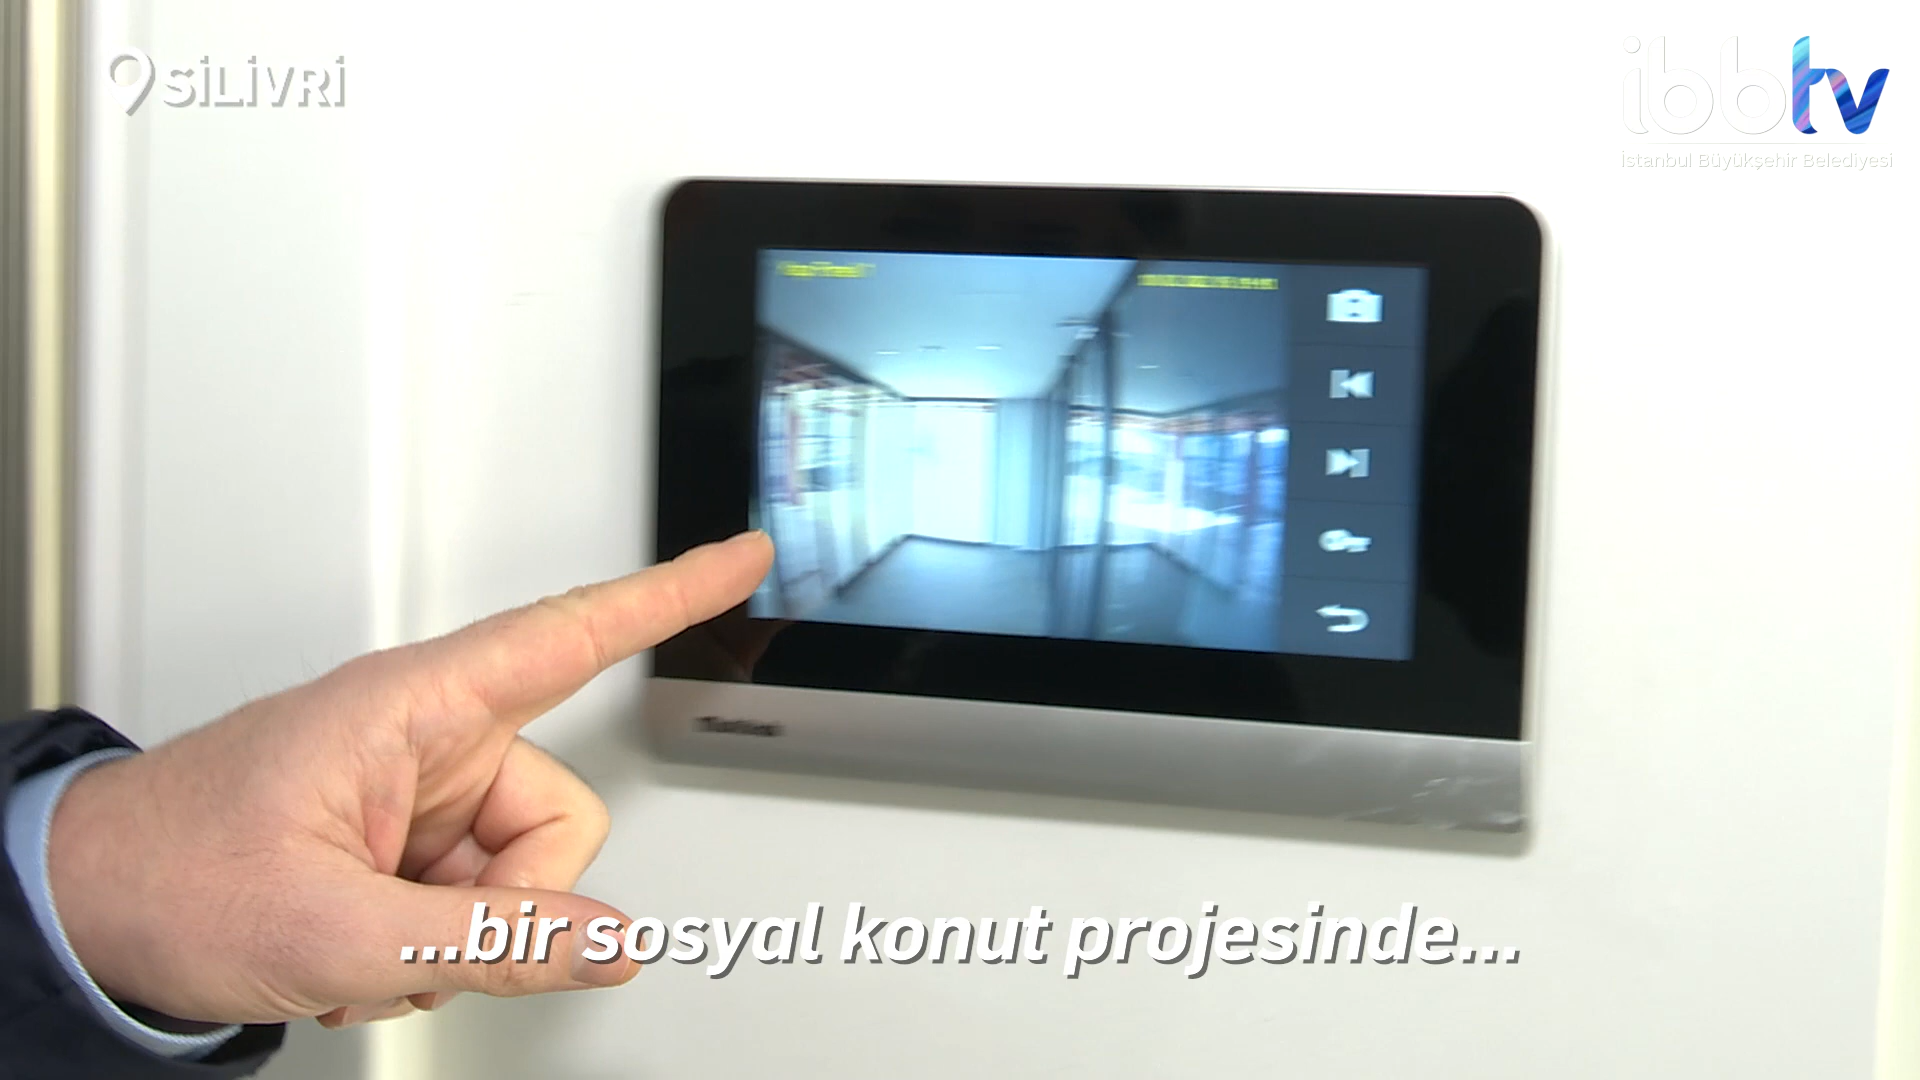 SİLİVRİ
ibbtv
İstanbul Büyükşehir Belediyesi
...bir sosyal konut projesinde...